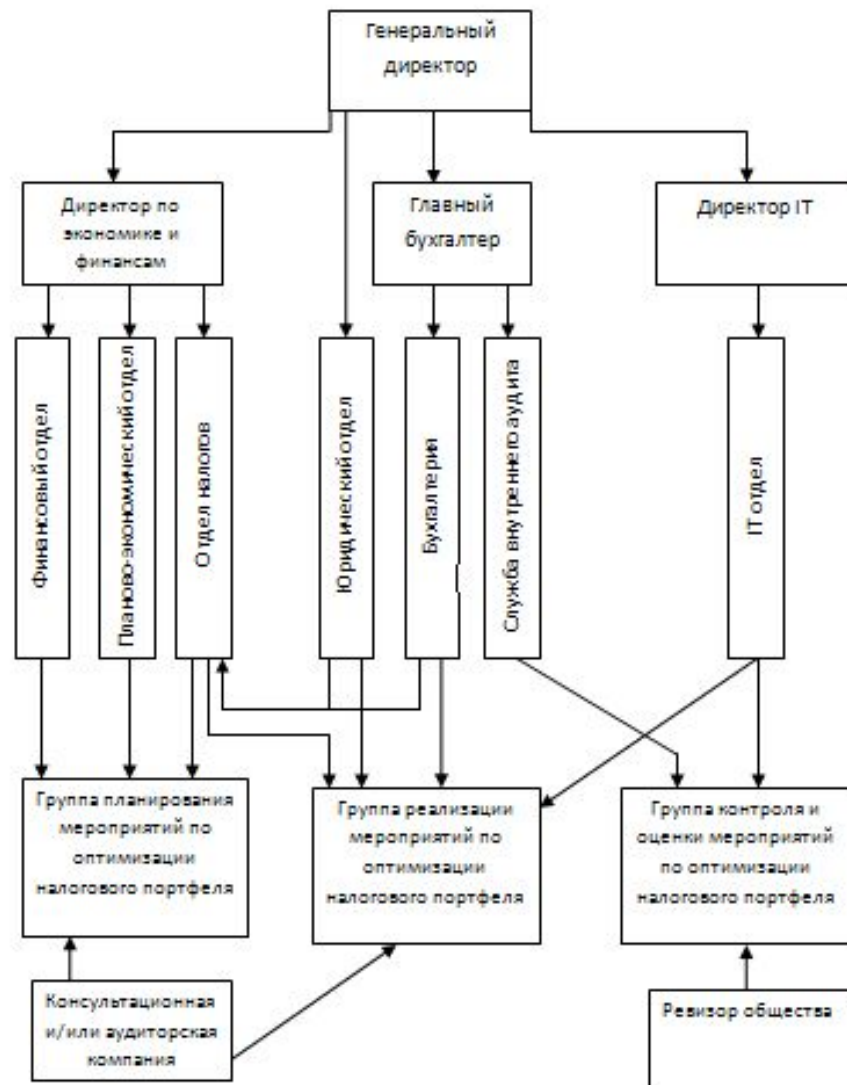 Генеральный
директор
Директор по
экономике и
финансам
Главный
бухгалтер
Директор IT
Финансовый отдел
Планово-экономический отдел
Отдел налогов
Юридический отдел
Бухгалтерия
Служба внутреннего аудита
IT отдел
Группа планирования
мероприятий по
оптимизации
налогового портфеля
Группа реализации
мероприятий по
оптимизации
налогового портфеля
Группа контроля и
оценки мероприятий
по оптимизации
налогового портфеля
Консультационная
и/или аудиторская
компания
Ревизор общества